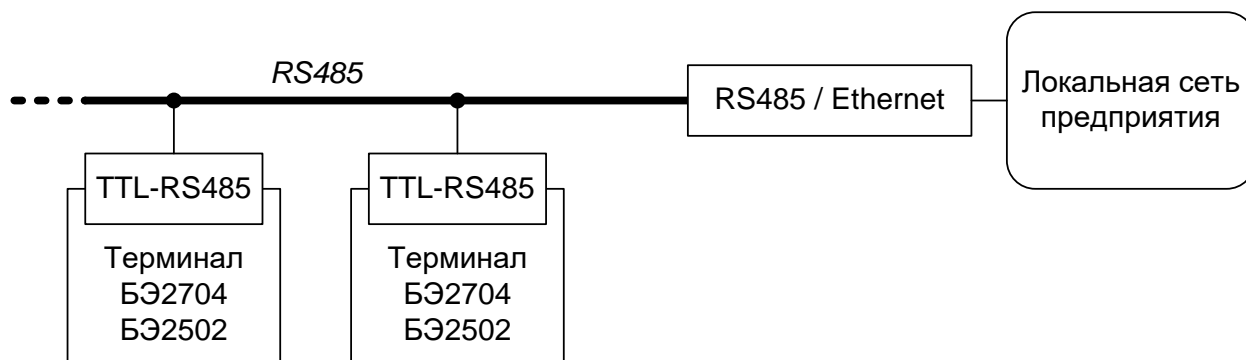 RS485
RS485 / Ethernet
Локальная сеть
предприятия
TTL-RS485
Терминал
БЭ2704
БЭ2502
TTL-RS485
Терминал
БЭ2704
БЭ2502